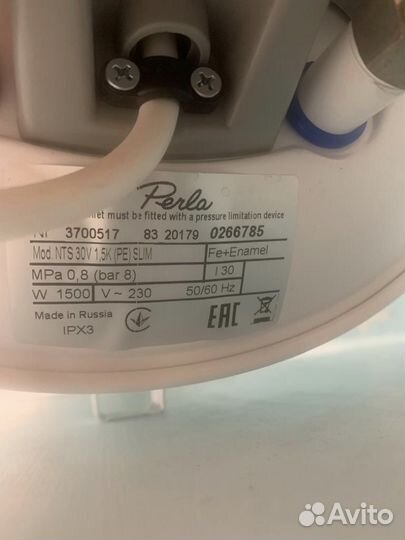 Perla
inlet must be fitted with a pressure limitation device
3700517 83 20179 0266785
Mod. NTS 30V 1,5K (PE) SLIM Fe+Enamel
MPa 0,8 (bar 8) l 30
W 1500 V~ 230 50/60 Hz
Made in Russia
IPX3
EAC
Avito